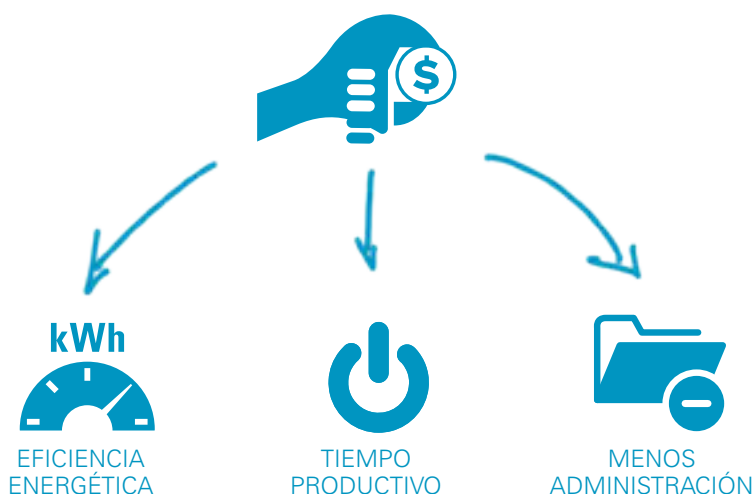 $
kWh
EFICIENCIA
ENERGÉTICA
TIEMPO
PRODUCTIVO
MENOS
ADMINISTRACIÓN